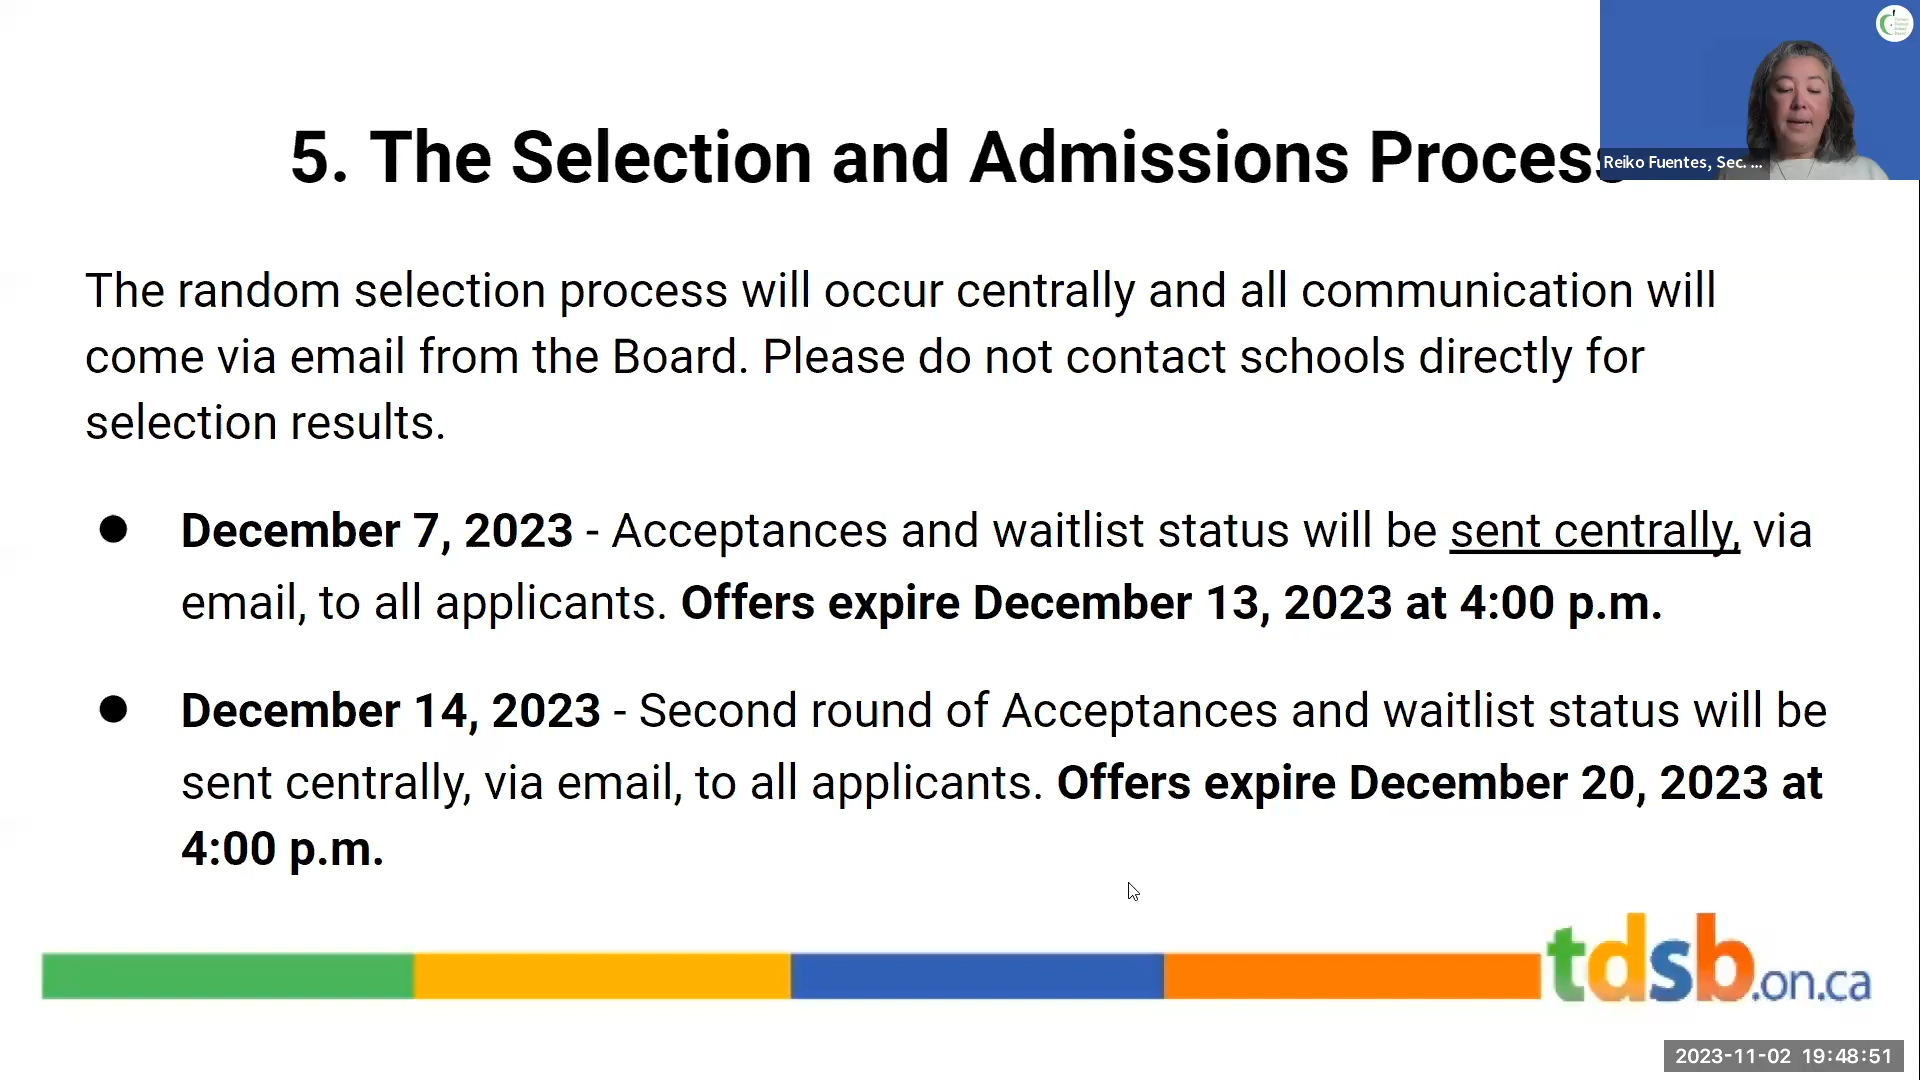 5. The Selection and Admissions Process
Reiko Fuentes, Sec. ...
The random selection process will occur centrally and all communication will
come via email from the Board. Please do not contact schools directly for
selection results.
● December 7, 2023 - Acceptances and waitlist status will be sent centrally, via
email, to all applicants. Offers expire December 13, 2023 at 4:00 p.m.
● December 14, 2023 - Second round of Acceptances and waitlist status will be
sent centrally, via email, to all applicants. Offers expire December 20, 2023 at
4:00 p.m.
tdsb.on.ca
2023-11-02 19:48:51